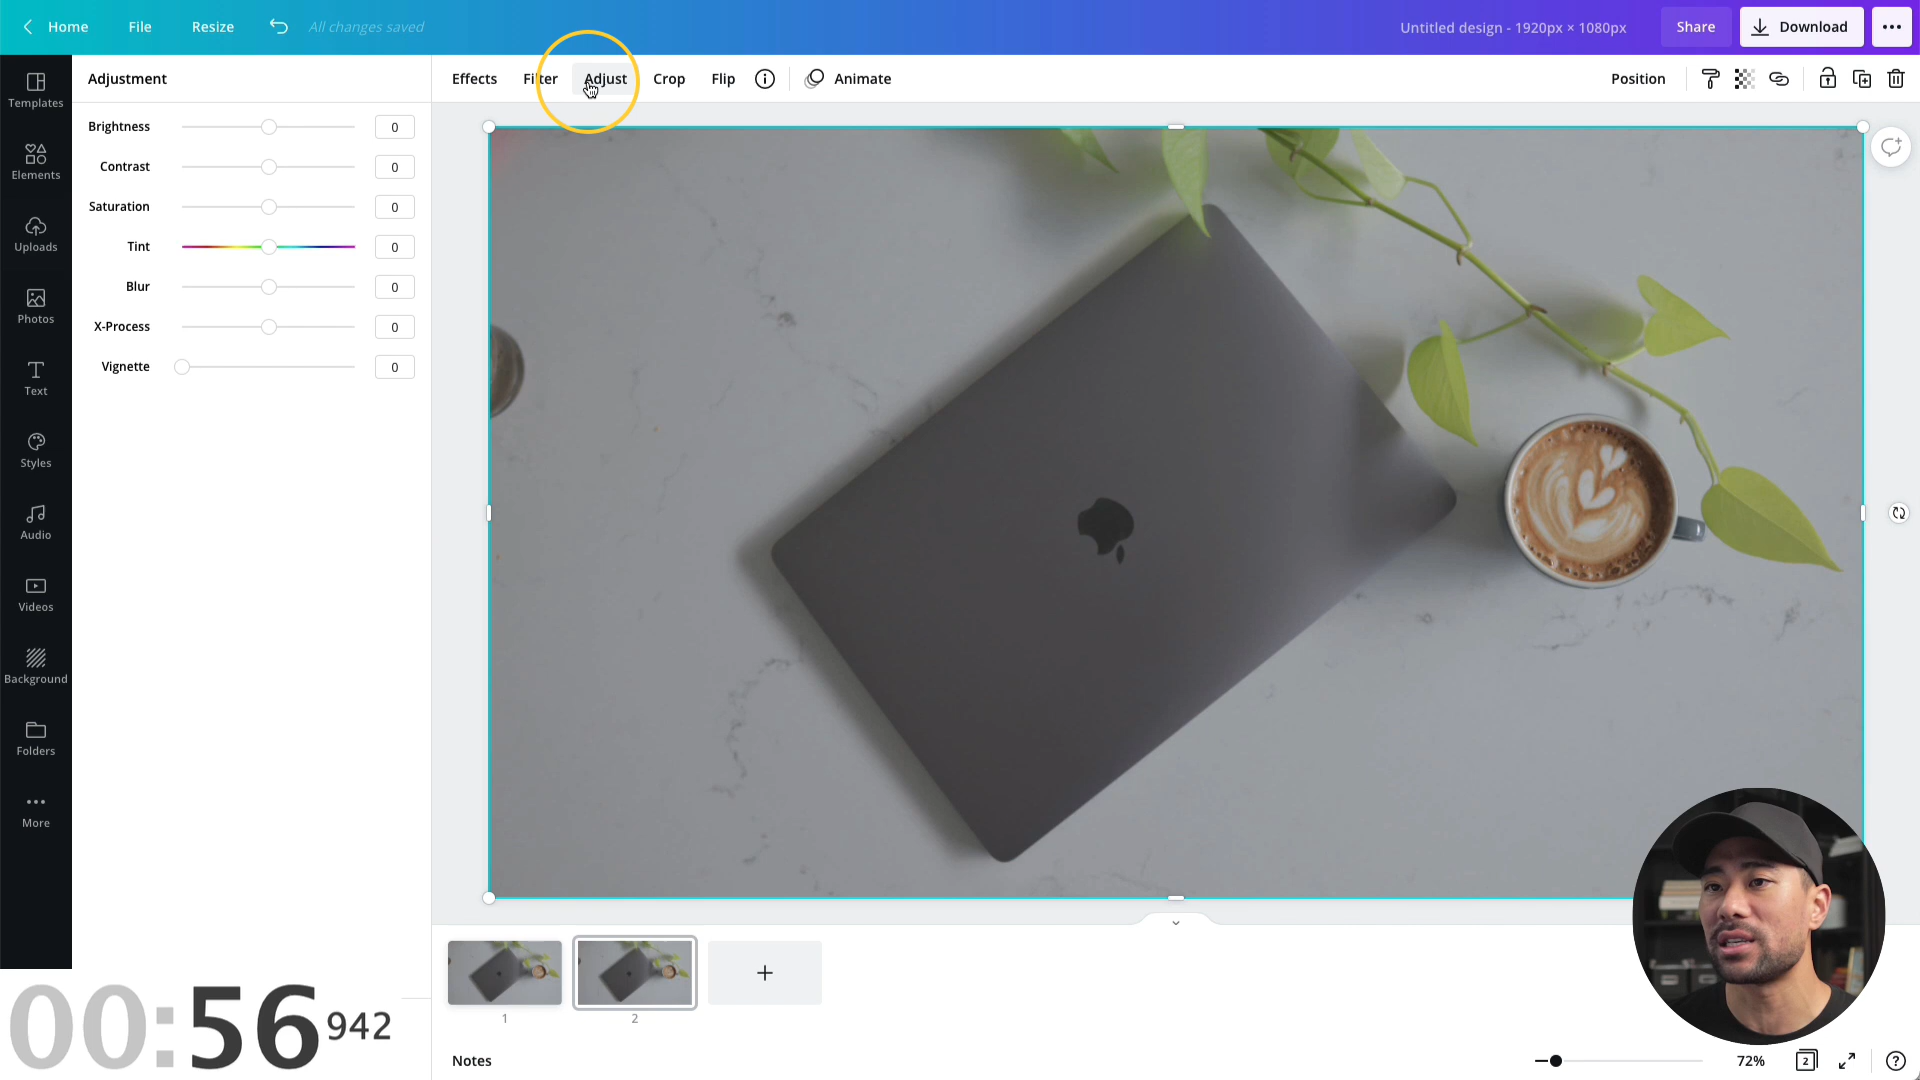 Home File Resize All changes saved Untitled design - 1920px × 1080px Share Download
Adjustment
Effects Filter Adjust Crop Flip Animate Position
Templates
Elements
Uploads
Photos
Text
Styles
Audio
Videos
Background
Folders
More
Brightness 0
Contrast 0
Saturation 0
Tint 0
Blur 0
X-Process 0
Vignette 0
1 2
00:56 942
Notes 72% 2 ?